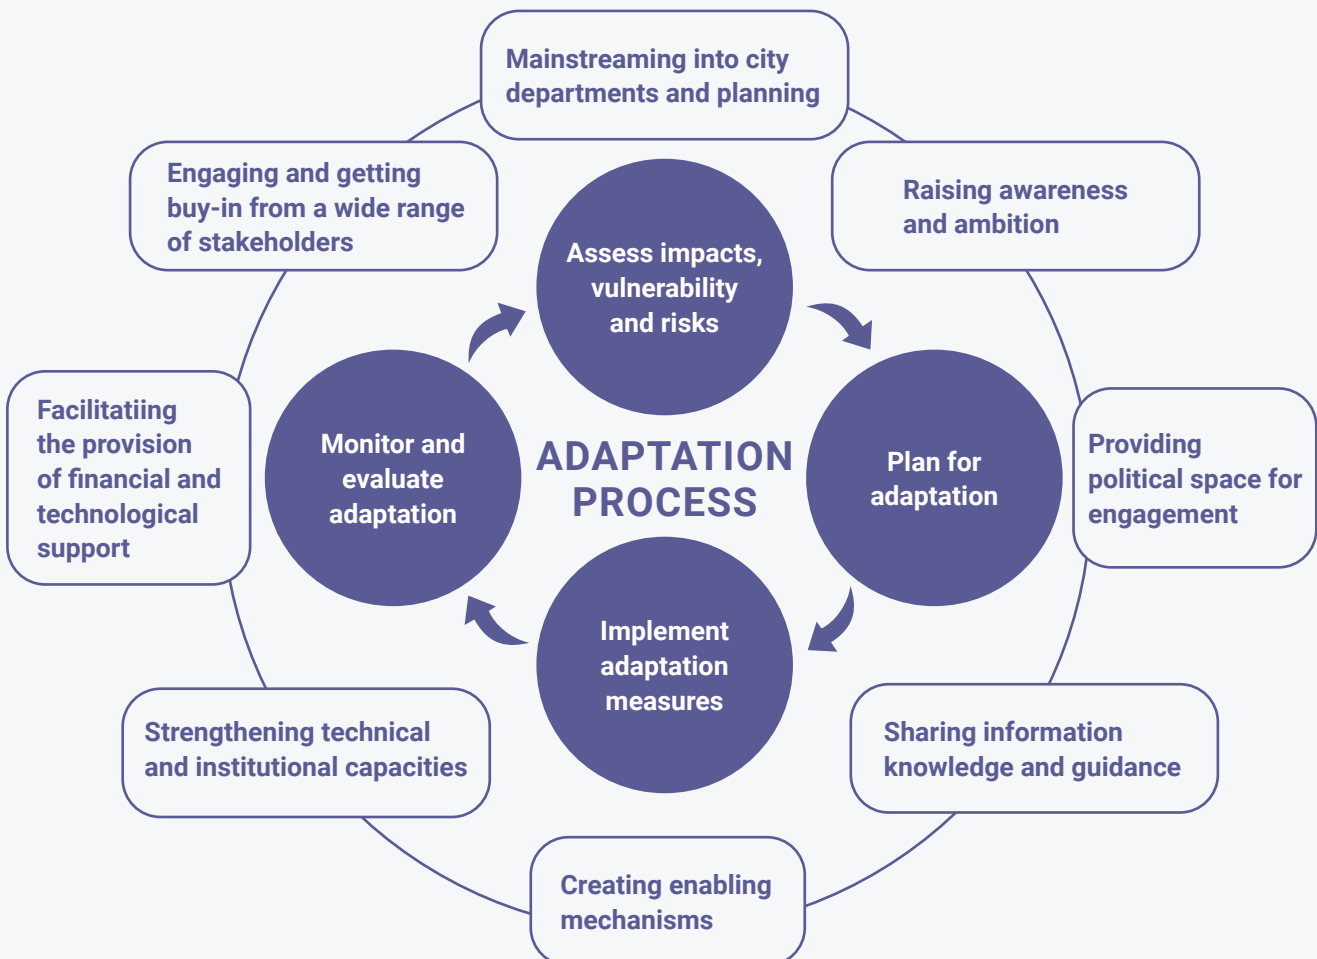 Mainstreaming into city
departments and planning
Engaging and getting
buy-in from a wide range
of stakeholders
Raising awareness
and ambition
Assess impacts,
vulnerability
and risks
Facilitatiing
the provision
of financial and
technological
support
Monitor and
evaluate
adaptation
ADAPTATION
PROCESS
Plan for
adaptation
Providing
political space for
engagement
Implement
adaptation
measures
Strengthening technical
and institutional capacities
Sharing information
knowledge and guidance
Creating enabling
mechanisms